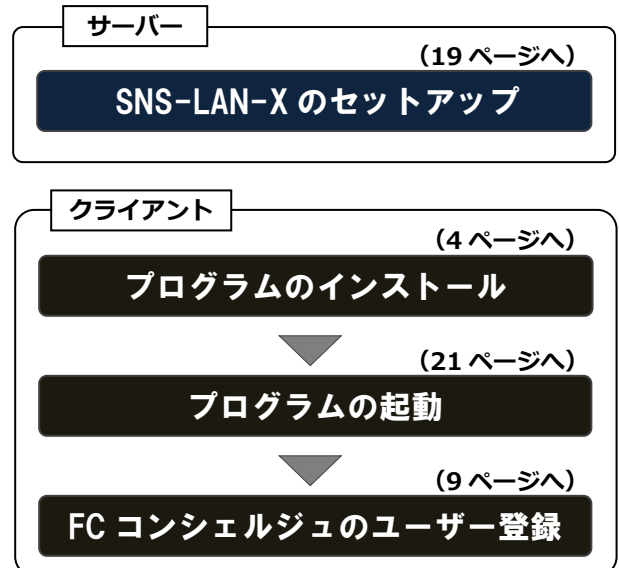 サーバー
（19 ページへ）
SNS-LAN-X のセットアップ
クライアント
（4 ページへ）
プログラムのインストール
（21 ページへ）
プログラムの起動
（9 ページへ）
FC コンシェルジュのユーザー登録